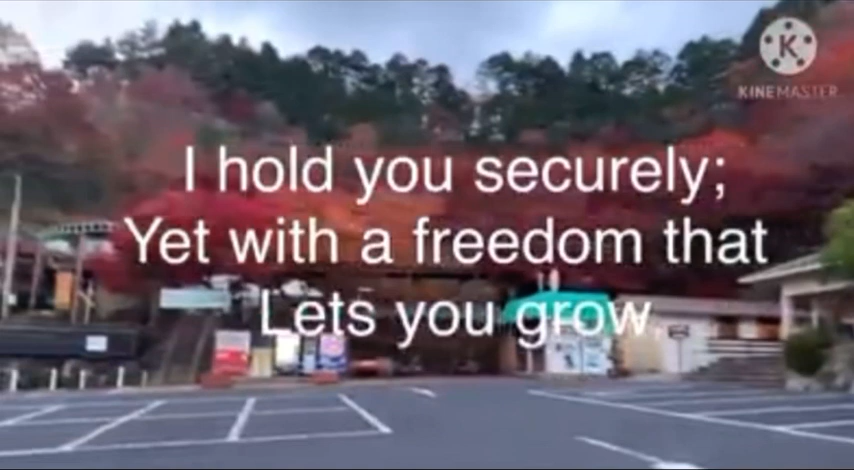 K
KINEMASTER
I hold you securely;
Yet with a freedom that
Lets you grow